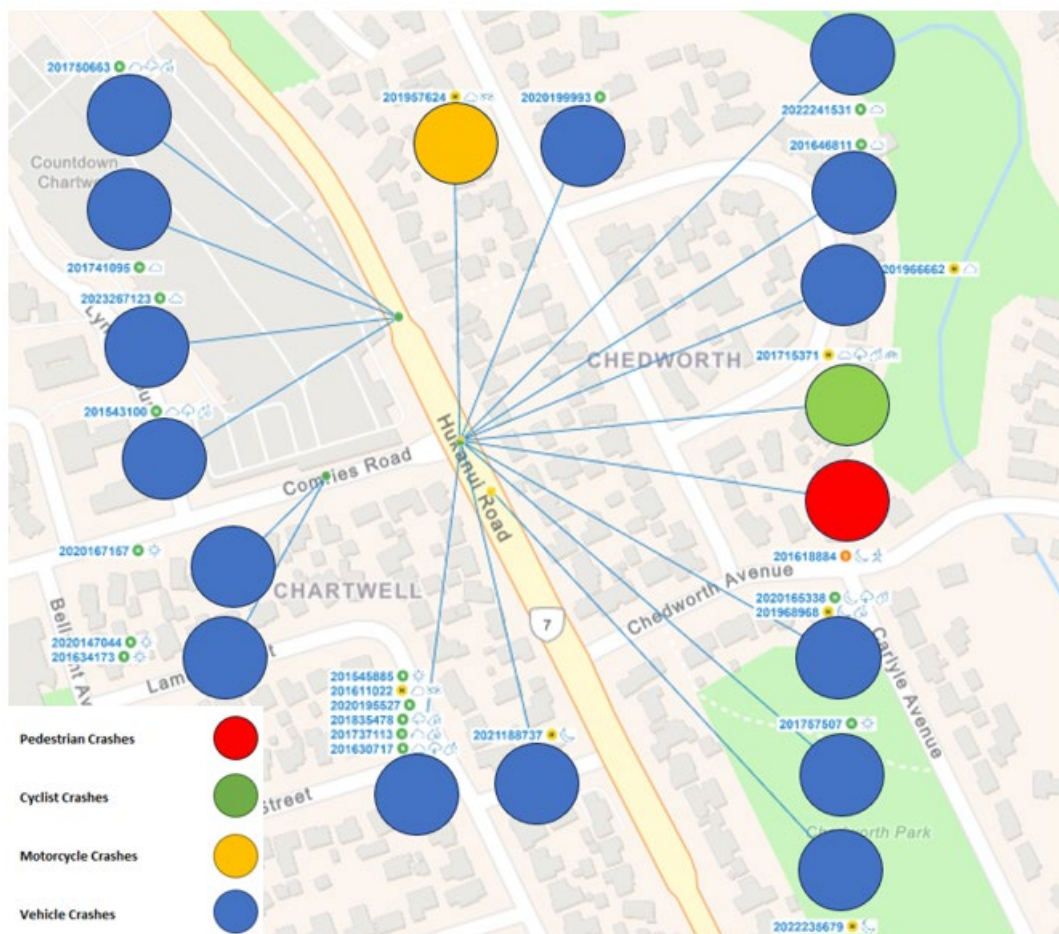 201750663
201957624
2020199993
2022241531
201646811
Countdown
Chartwe
201741095
201966662
2023267123
CHEDWORTH
201715371
201543100
Hukanui Road
Comries Road
2020167157
201618884
CHARTWELL
Chedworth Avenue
2020165338
201968968
7
2020147044
201634173
Carlyle Avenue
201545885
201611022
2020195527
201835478
201737113
201630717
2021188737
201757507
Street
Chedworth Park
2022235679
Pedestrian Crashes
Cyclist Crashes
Motorcycle Crashes
Vehicle Crashes